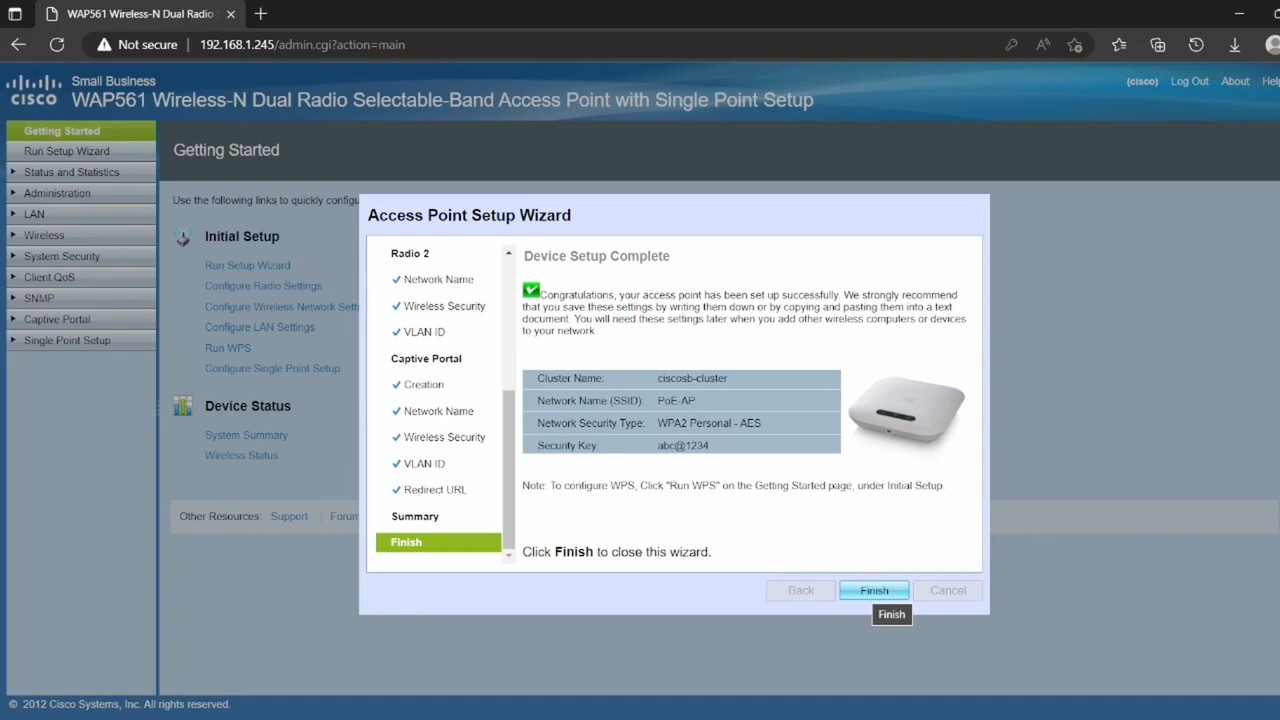 WAP561 Wireless-N Dual Radio
Not secure
192.168.1.245/admin.cgi?action=main
Small Business
CISCO
WAP561 Wireless-N Dual Radio Selectable-Band Access Point with Single Point Setup
(cisco) Log Out About Help
Getting Started
Run Setup Wizard
Status and Statistics
Administration
LAN
Wireless
System Security
Client QoS
SNMP
Captive Portal
Single Point Setup
Getting Started
Use the following links to quickly configu
Initial Setup
Run Setup Wizard
Configure Radio Settings
Configure Wireless Network Setti
Configure LAN Settings
Run WPS
Configure Single Point Setup
Device Status
System Summary
Wireless Status
Other Resources: Support Forum
Access Point Setup Wizard
Radio 2
Network Name
Wireless Security
VLAN ID
Captive Portal
Creation
Network Name
Wireless Security
VLAN ID
Redirect URL
Summary
Finish
Device Setup Complete
Congratulations, your access point has been set up successfully. We strongly recommend
that you save these settings by writing them down or by copying and pasting them into a text
document. You will need these settings later when you add other wireless computers or devices
to your network.
Cluster Name: ciscosb-cluster
Network Name (SSID): PoE-AP
Network Security Type: WPA2 Personal - AES
Security Key: abc@1234
Note: To configure WPS, Click "Run WPS" on the Getting Started page, under Initial Setup.
Click Finish to close this wizard.
Back Finish Cancel
Finish
© 2012 Cisco Systems, Inc. All rights reserved.